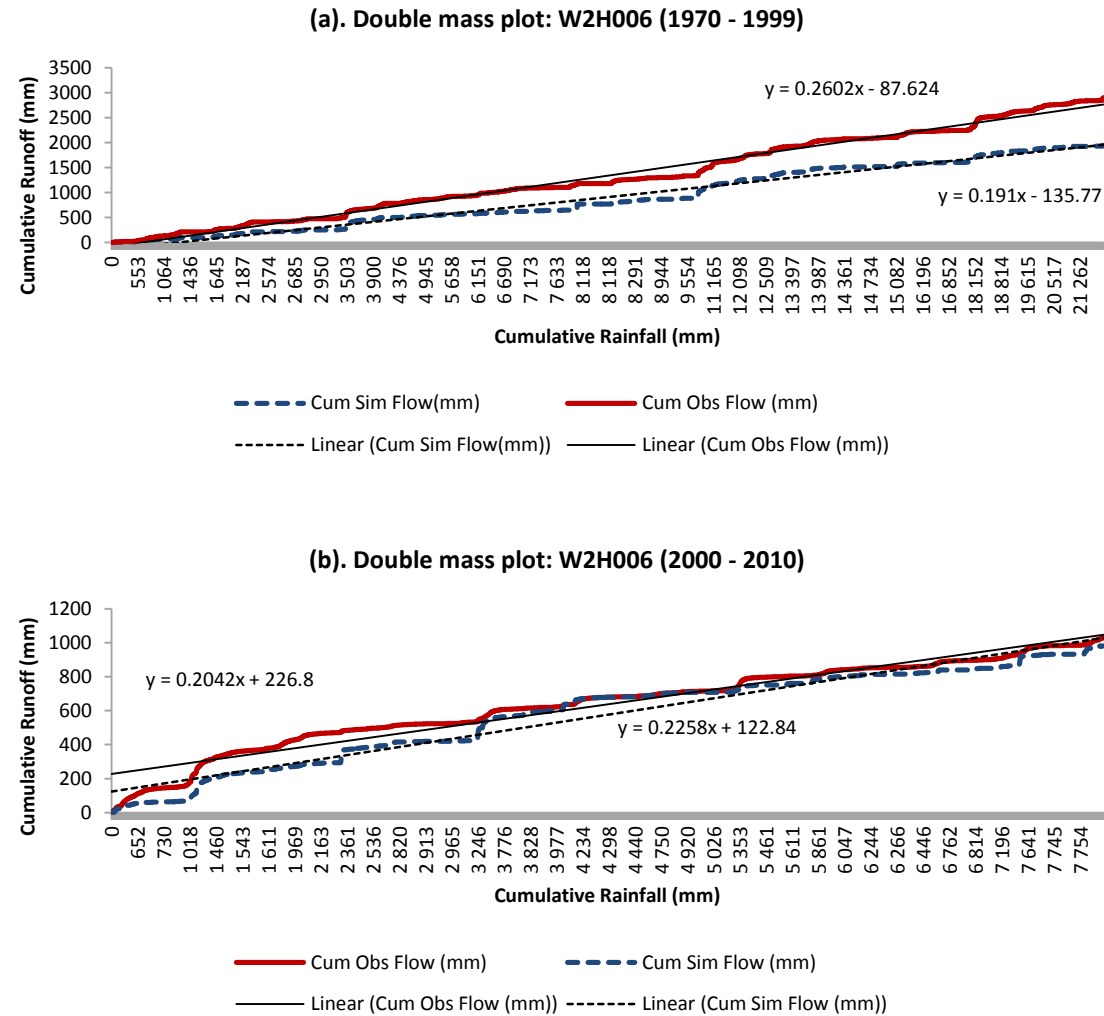 (a). Double mass plot: W2H006 (1970 - 1999)
Cumulative Runoff (mm)
3500
3000
2500
2000
1500
1000
500
0
y = 0.2602x - 87.624
0.191x - 135.77
0 553 1 064 1 436 1 645 2 187 2 574 2 685 2 950 3 503 3 900 4 376 4 945 5 658 6 151 6 690 7 173 7 633 8 118 8 118 8 291 9 444 9 554 11 165 12 098 12 509 13 397 13 987 14 361 14 734 15 082 16 196 16 852 18 152 18 814 19 615 20 517 21 262
Cumulative Rainfall (mm)
Cum Sim Flow(mm) Cum Obs Flow (mm)
Linear (Cum Sim Flow(mm)) Linear (Cum Obs Flow (mm))
(b). Double mass plot: W2H006 (2000 - 2010)
Cumulative Runoff (mm)
1200
1000
800
600
400
200
0
y = 0.2042x + 226.8
y = 0.2258x + 122.84
0 652 730 1 018 1 460 1 543 1 611 1 969 2 163 2 361 2 536 2 820 2 913 2 965 3 246 3 776 3 828 3 977 4 234 4 298 4 440 4 750 4 920 5 026 5 353 5 461 5 611 5 861 6 047 6 244 6 266 6 446 6 762 6 814 7 196 7 641 7 745 7 754
Cumulative Rainfall (mm)
Cum Obs Flow (mm) Cum Sim Flow (mm)
Linear (Cum Obs Flow (mm)) Linear (Cum Sim Flow (mm))